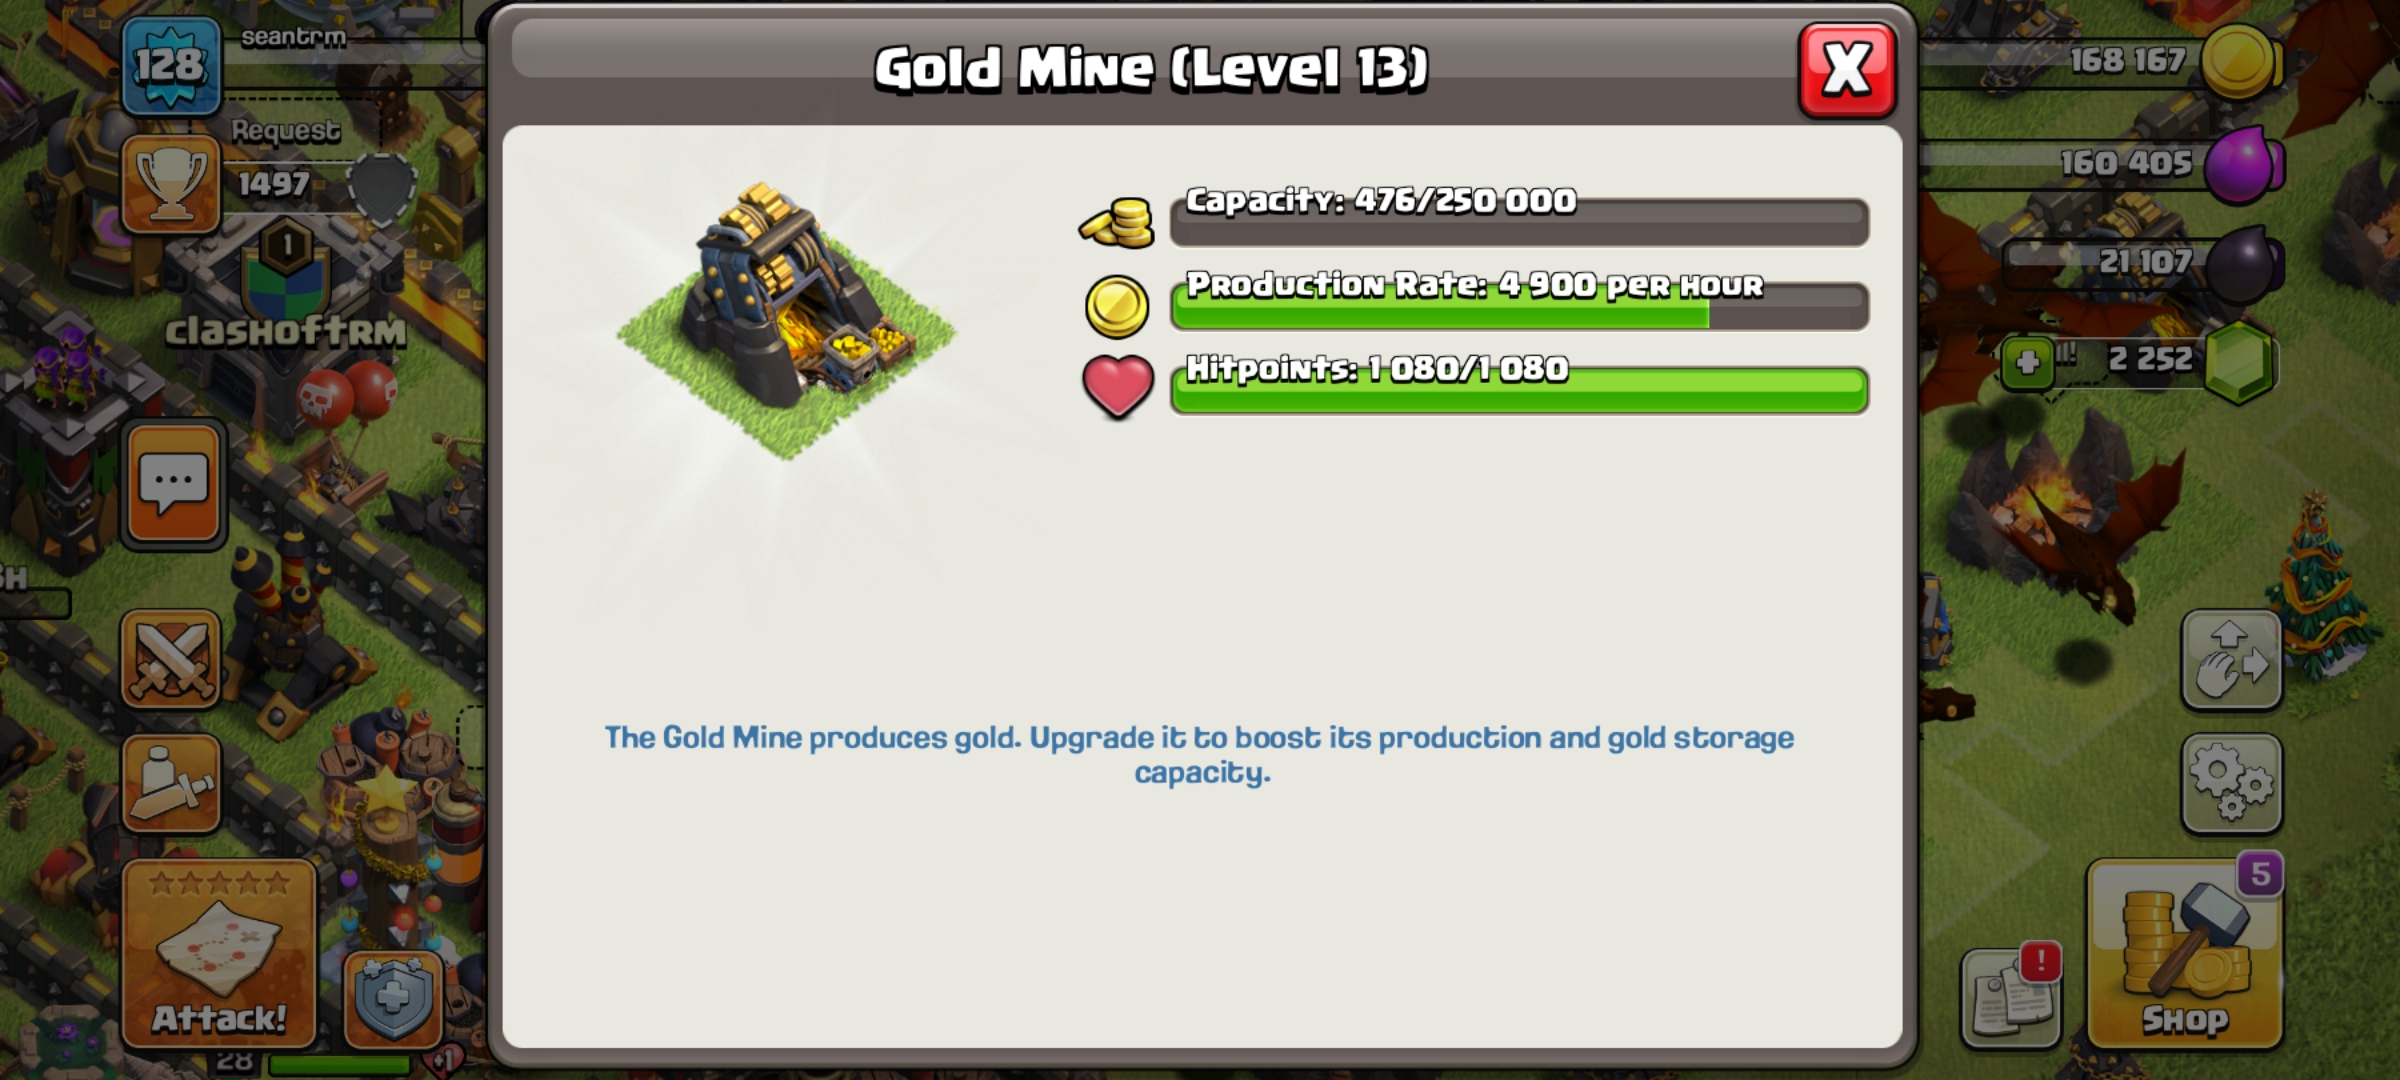 128
seantrm
Request
1497
1
clashoftRM
Attack!
28
+1
Gold Mine (Level 13)
X
Capacity: 476/250 000
Production Rate: 4 900 per hour
Hitpoints: 1 080/1 080
The Gold Mine produces gold. Upgrade it to boost its production and gold storage
capacity.
168 167
160 405
21 107
2 252
5
!
Shop